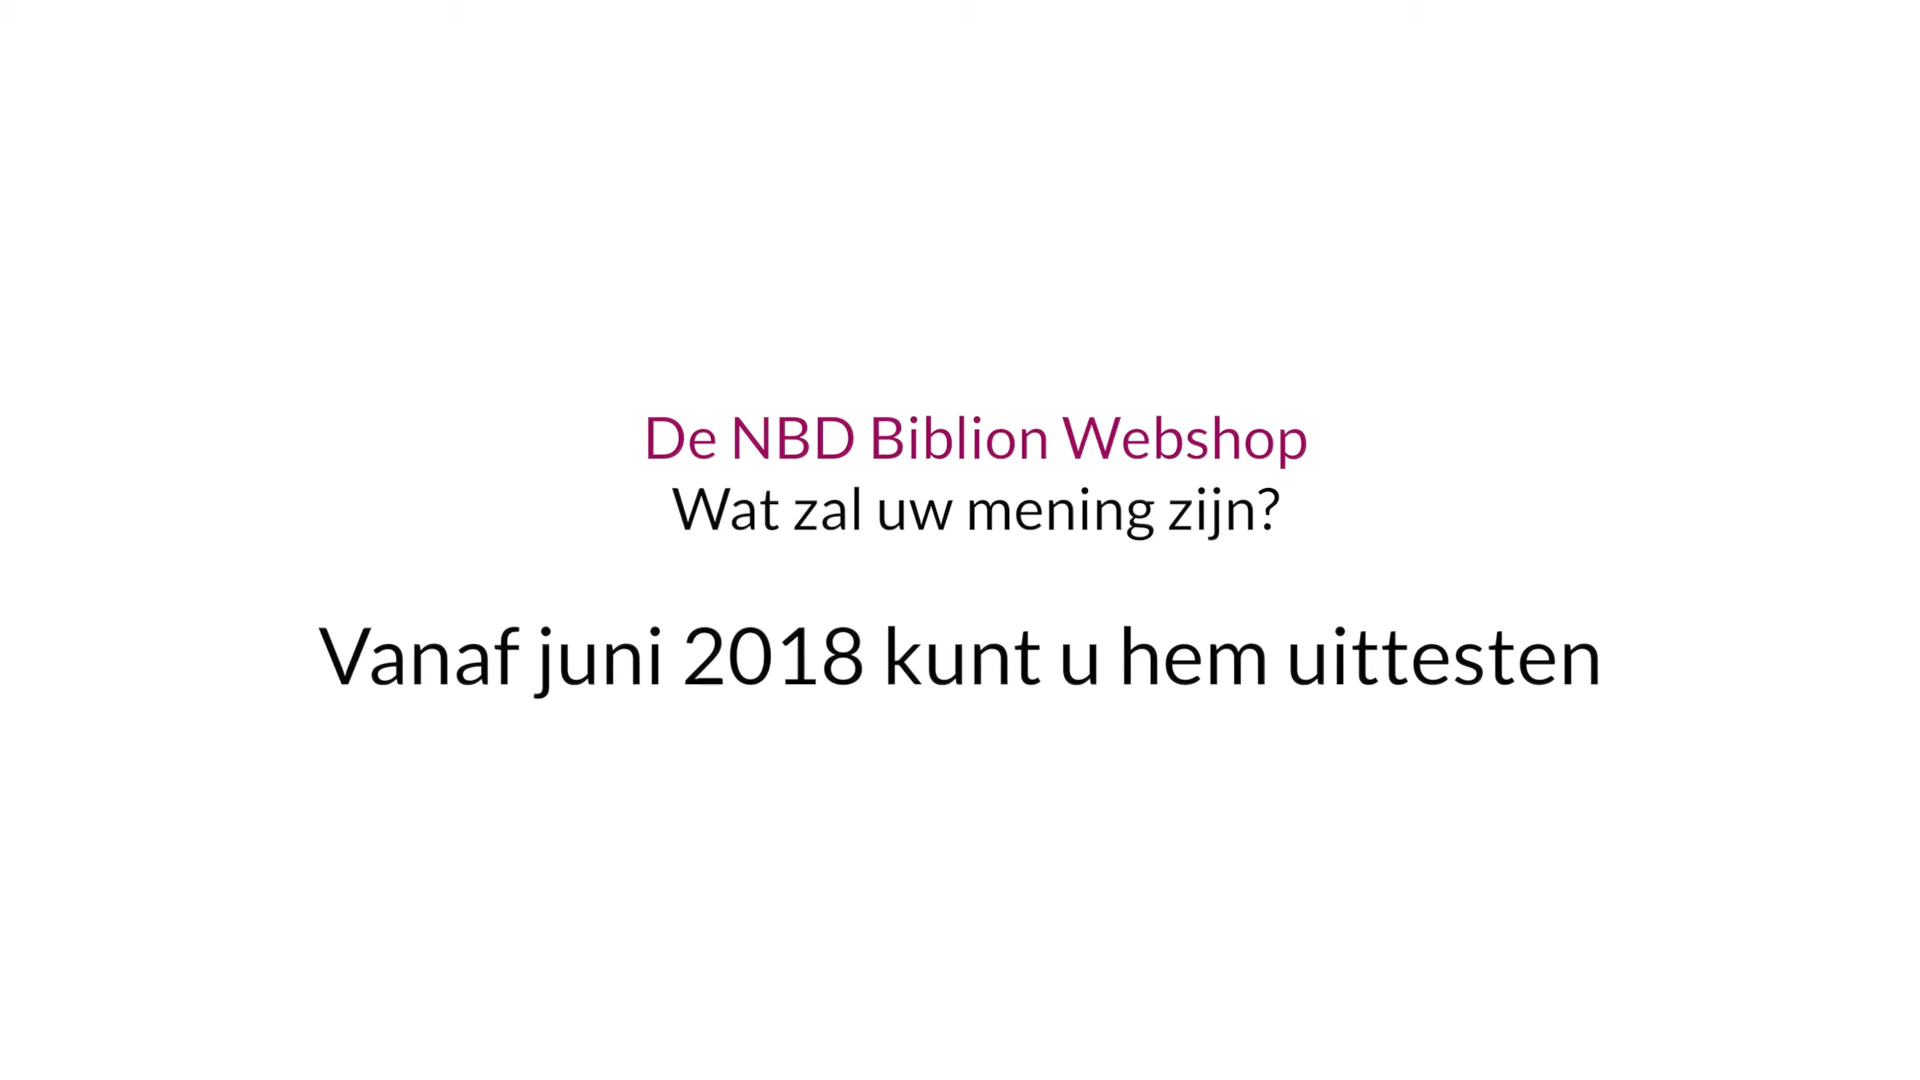 De NBD Biblion Webshop
Wat zal uw mening zijn?
Vanaf juni 2018 kunt u hem uittesten